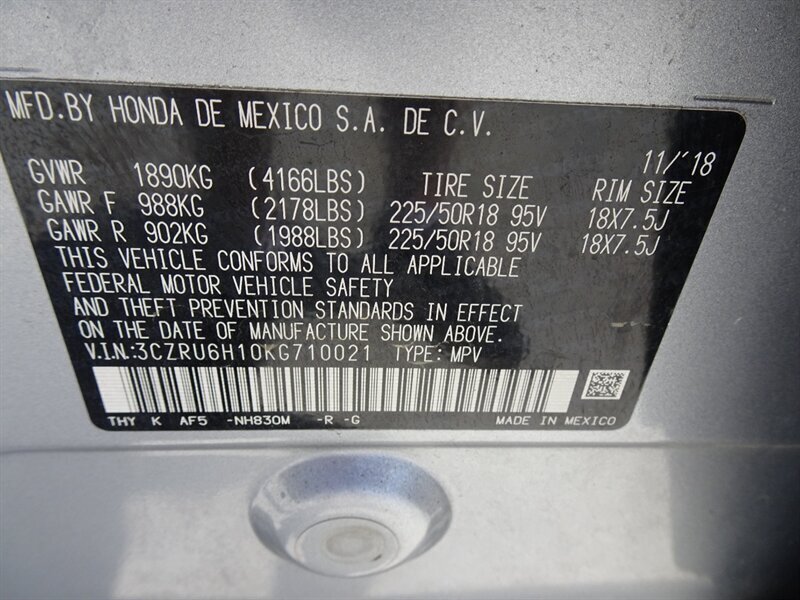 MFD.BY HONDA DE MEXICO S.A. DE C.V.
11/'18
GVWR 1890KG (4166LBS) TIRE SIZE RIM SIZE
GAWR F 988KG (2178LBS) 225/50R18 95V 18X7.5J
GAWR R 902KG (1988LBS) 225/50R18 95V 18X7.5J
THIS VEHICLE CONFORMS TO ALL APPLICABLE
FEDERAL MOTOR VEHICLE SAFETY
AND THEFT PREVENTION STANDARDS IN EFFECT
ON THE DATE OF MANUFACTURE SHOWN ABOVE.
V.I.N:3CZRU6H10KG710021 TYPE: MPV
THY K AF5 -NH830M -R -G MADE IN MEXICO